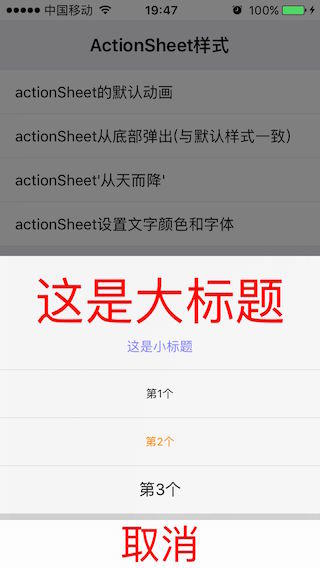 中国移动 19:47 100%
ActionSheet样式
actionSheet的默认动画
actionSheet从底部弹出(与默认样式一致)
actionSheet'从天而降'
actionSheet设置文字颜色和字体
这是大标题
这是小标题
第1个
第2个
第3个
取消